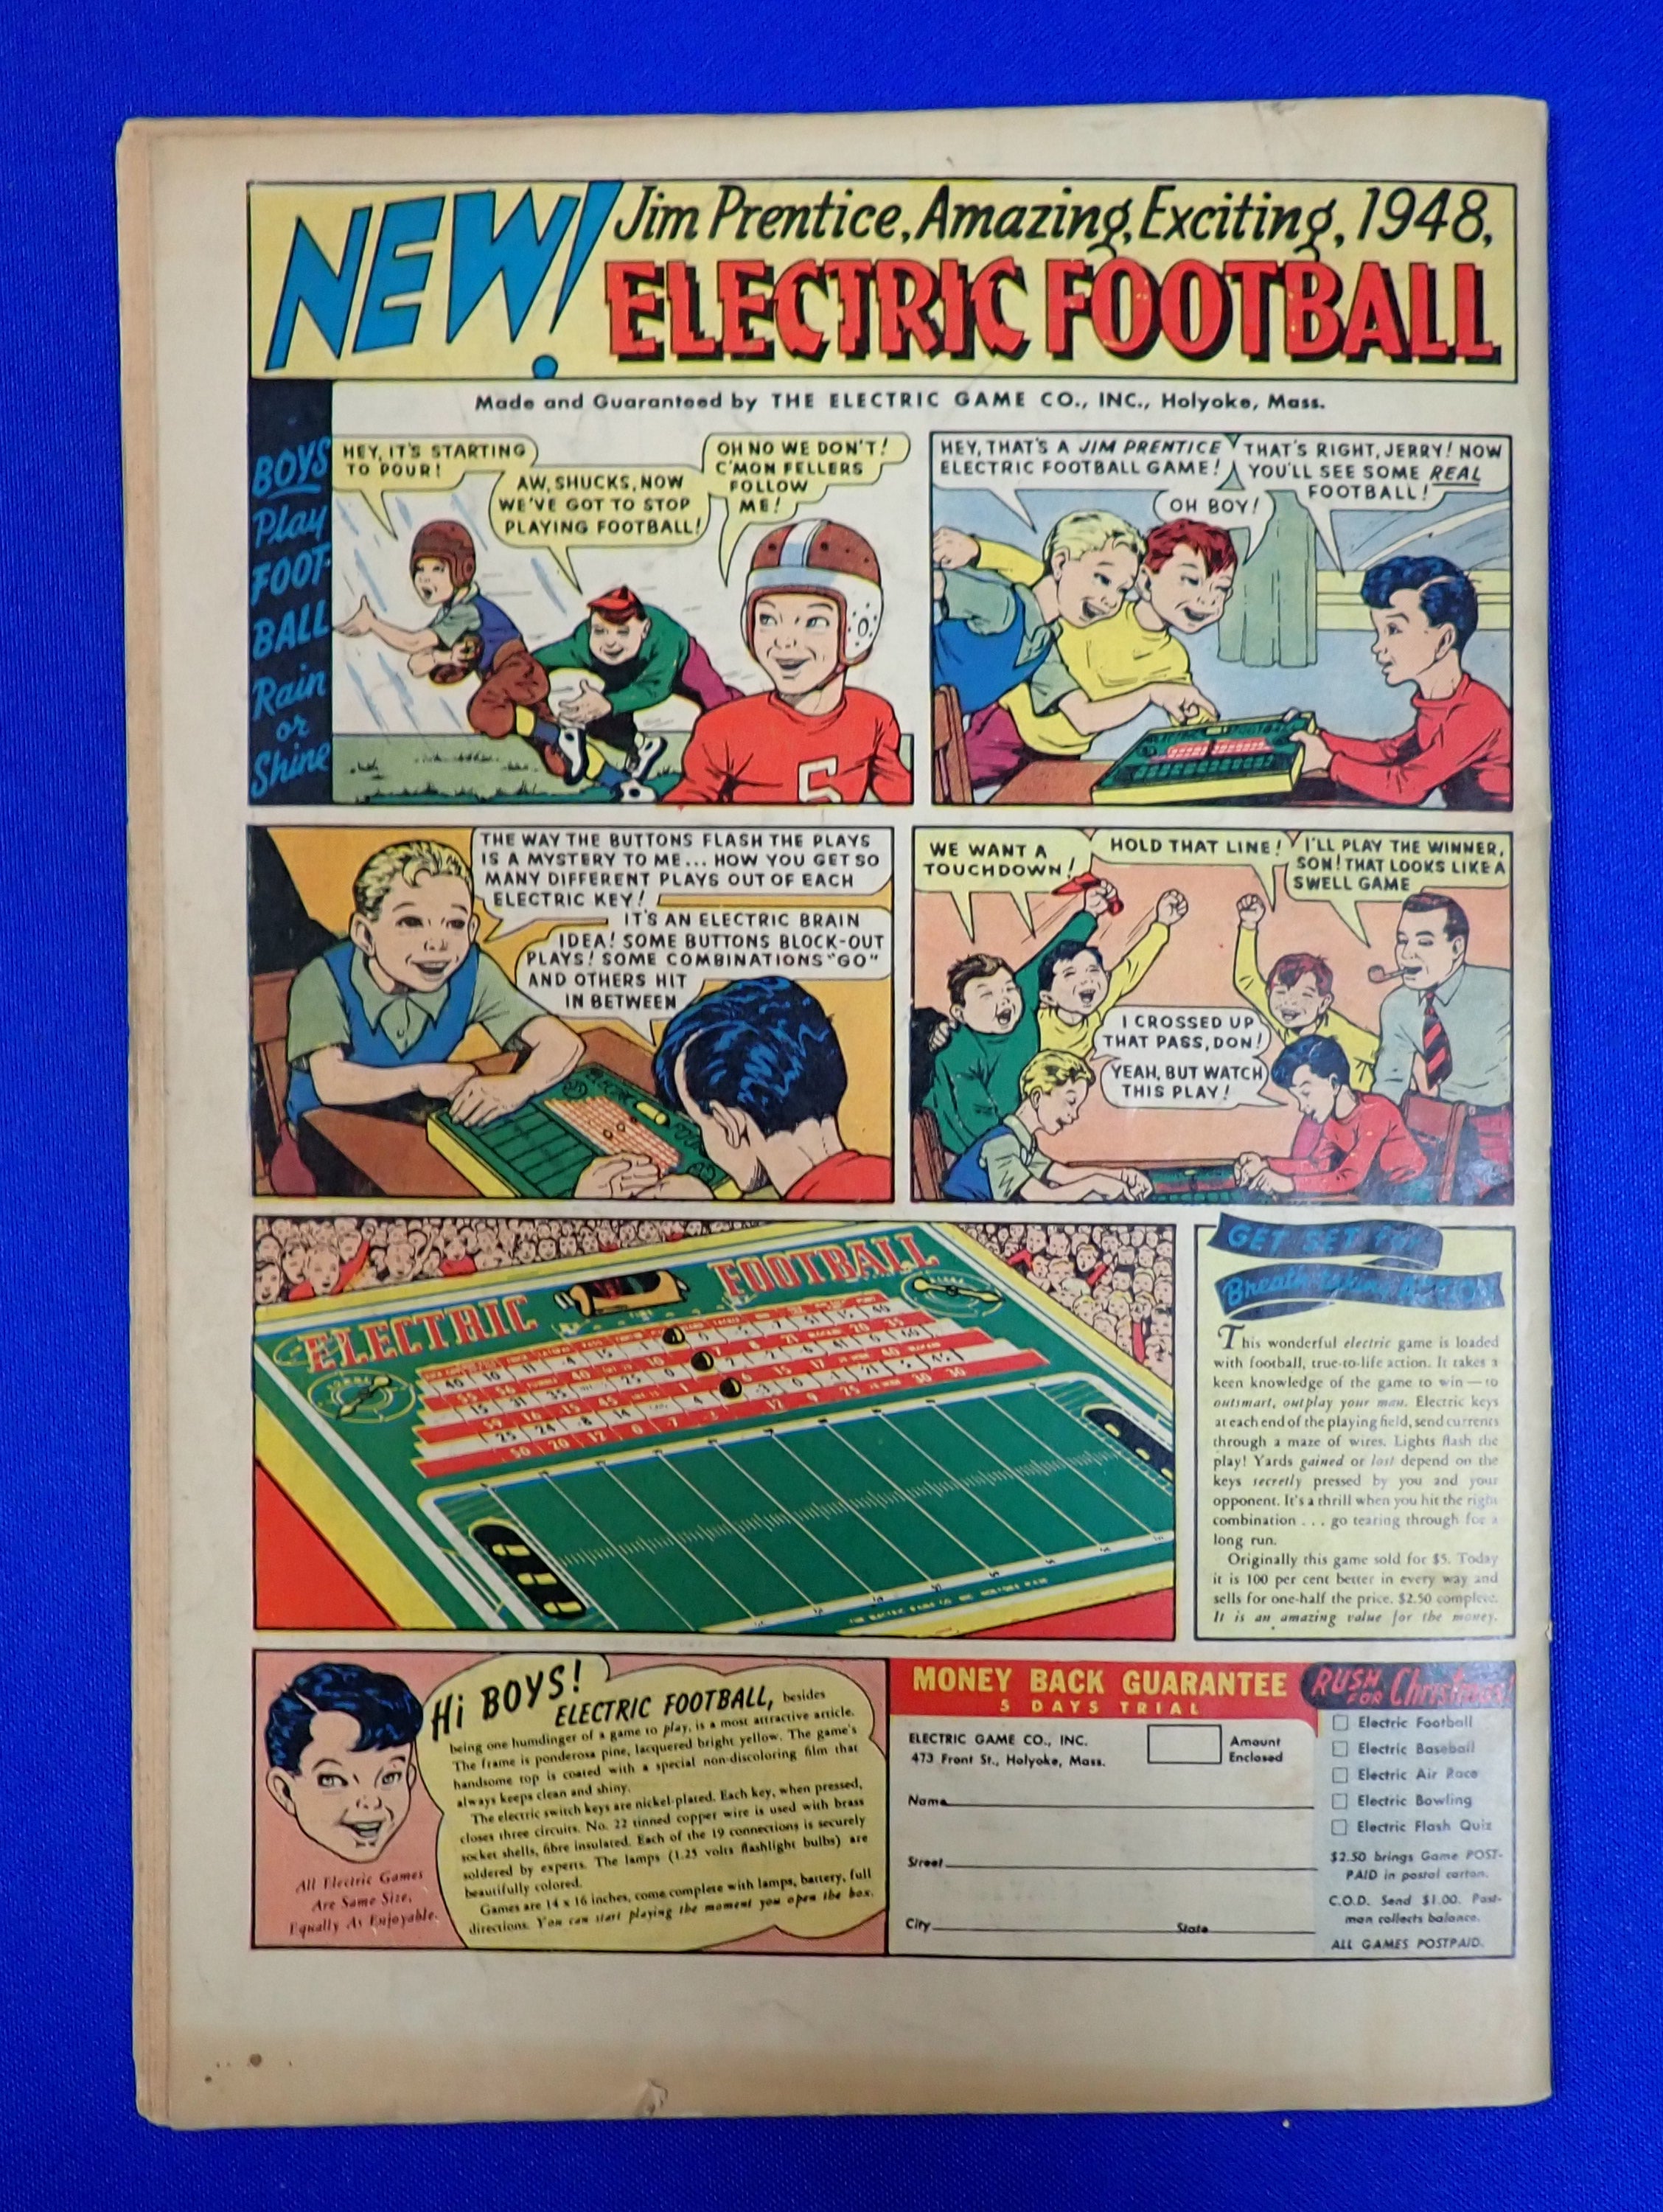 NEW!
Jim Prentice, Amazing, Exciting, 1948,
ELECTRIC FOOTBALL
Made and Guaranteed by THE ELECTRIC GAME CO., INC., Holyoke, Mass.
BOYS
Play
FOOT-
BALL
Rain
or
Shine
HEY, IT'S STARTING
TO POUR!
AW, SHUCKS, NOW
WE'VE GOT TO STOP
PLAYING FOOTBALL!
OH NO WE DON'T!
C'MON FELLERS
FOLLOW
ME!
5
HEY, THAT'S A JIM PRENTICE
ELECTRIC FOOTBALL GAME!
OH BOY!
THAT'S RIGHT, JERRY! NOW
YOU'LL SEE SOME REAL
FOOTBALL!
THE WAY THE BUTTONS FLASH THE PLAYS
IS A MYSTERY TO ME... HOW YOU GET SO
MANY DIFFERENT PLAYS OUT OF EACH
ELECTRIC KEY!
IT'S AN ELECTRIC BRAIN
IDEA! SOME BUTTONS BLOCK-OUT
PLAYS! SOME COMBINATIONS "GO"
AND OTHERS HIT
IN BETWEEN
WE WANT A
TOUCHDOWN!
HOLD THAT LINE!
I'LL PLAY THE WINNER,
SON! THAT LOOKS LIKE A
SWELL GAME
I CROSSED UP
THAT PASS, DON!
YEAH, BUT WATCH
THIS PLAY!
ELECTRIC FOOTBALL
GET SET for
Breath-taking ACTION
This wonderful electric game is loaded
with football, true-to-life action. It takes a
keen knowledge of the game to win — to
outsmart, outplay your man. Electric keys
at each end of the playing field, send currents
through a maze of wires. Lights flash the
play! Yards gained or lost depend on the
keys secretly pressed by you and your
opponent. It's a thrill when you hit the right
combination . . . go tearing through for a
long run.
Originally this game sold for $5. Today
it is 100 per cent better in every way and
sells for one-half the price. $2.50 complete.
It is an amazing value for the money.
Hi BOYS!
ELECTRIC FOOTBALL, besides
being one humdinger of a game to play, is a most attractive article.
The frame is ponderosa pine, lacquered bright yellow. The game's
handsome top is coated with a special non-discoloring film that
always keeps clean and shiny.
The electric switch keys are nickel-plated. Each key, when pressed,
closes three circuits. No. 22 tinned copper wire is used with brass
socket shells, fibre insulated. Each of the 19 connections is securely
soldered by experts. The lamps (1.25 volts flashlight bulbs) are
beautifully colored.
Games are 14 x 16 inches, come complete with lamps, battery, full
directions. You can start playing the moment you open the box.
All Electric Games
Are Same Size,
Equally As Enjoyable.
MONEY BACK GUARANTEE
5 DAYS TRIAL
ELECTRIC GAME CO., INC.
473 Front St., Holyoke, Mass.
Amount
Enclosed
Name
Street
City State
RUSH
FOR Christmas!
Electric Football
Electric Baseball
Electric Air Race
Electric Bowling
Electric Flash Quiz
$2.50 brings Game POST-
PAID in postal carton.
C.O.D. Send $1.00. Post-
man collects balance.
ALL GAMES POSTPAID.